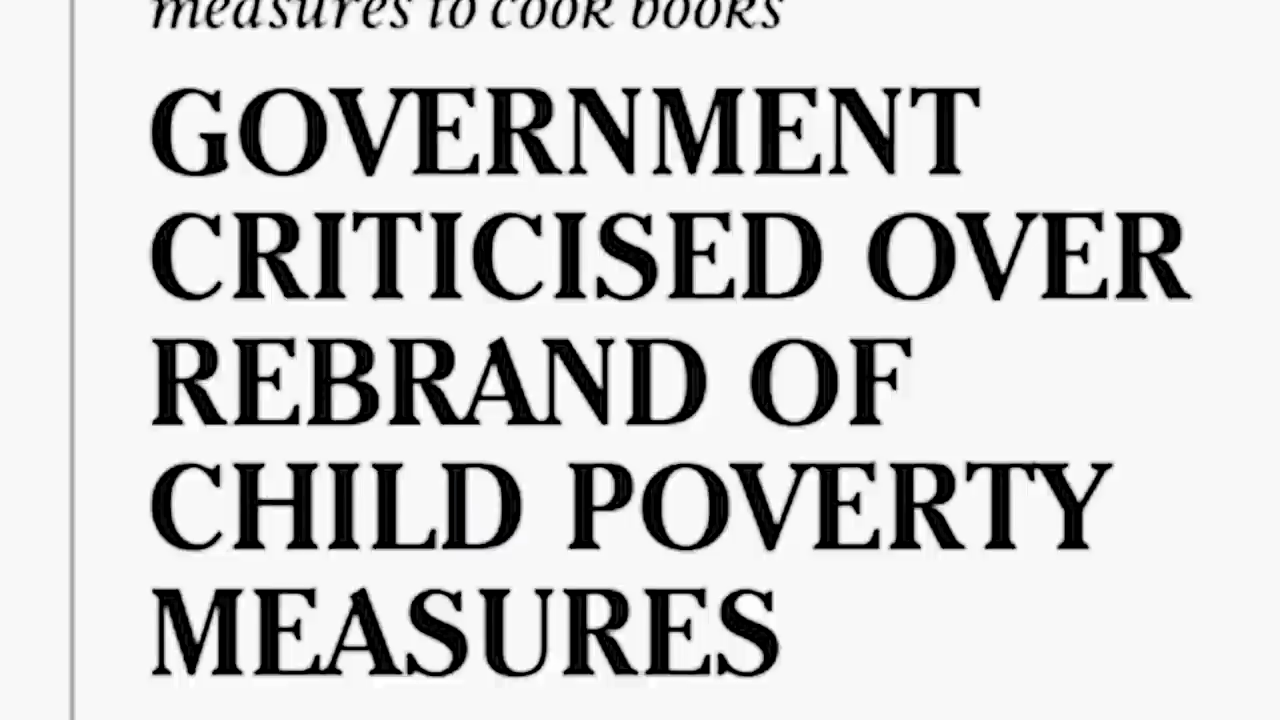 measures to cook books
GOVERNMENT
CRITICISED OVER
REBRAND OF
CHILD POVERTY
MEASURES